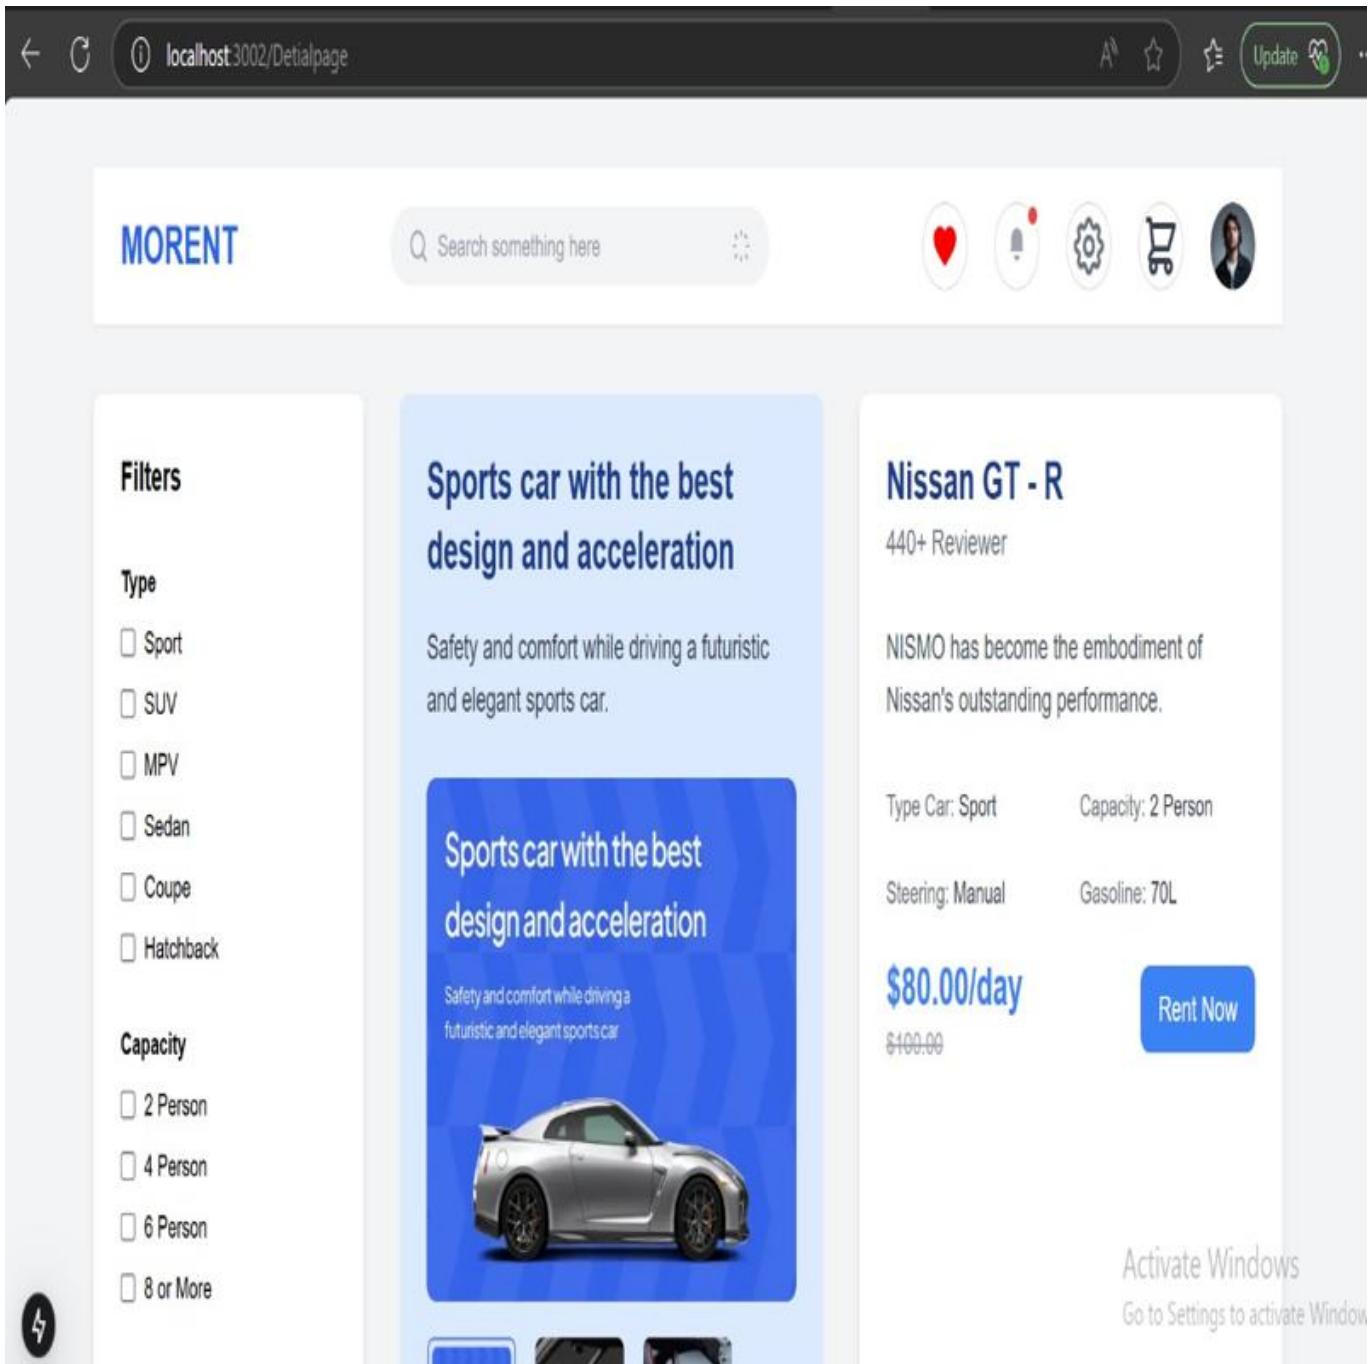 localhost:3002/Detialpage
Update
MORENT
Search something here
Filters
Type
Sport
SUV
MPV
Sedan
Coupe
Hatchback
Capacity
2 Person
4 Person
6 Person
8 or More
Sports car with the best
design and acceleration
Safety and comfort while driving a futuristic
and elegant sports car.
Sports car with the best
design and acceleration
Safety and comfort while driving a
futuristic and elegant sports car
Nissan GT - R
440+ Reviewer
NISMO has become the embodiment of
Nissan's outstanding performance.
Type Car: Sport Capacity: 2 Person
Steering: Manual Gasoline: 70L
$80.00/day
$100.00
Rent Now
Activate Windows
Go to Settings to activate Window